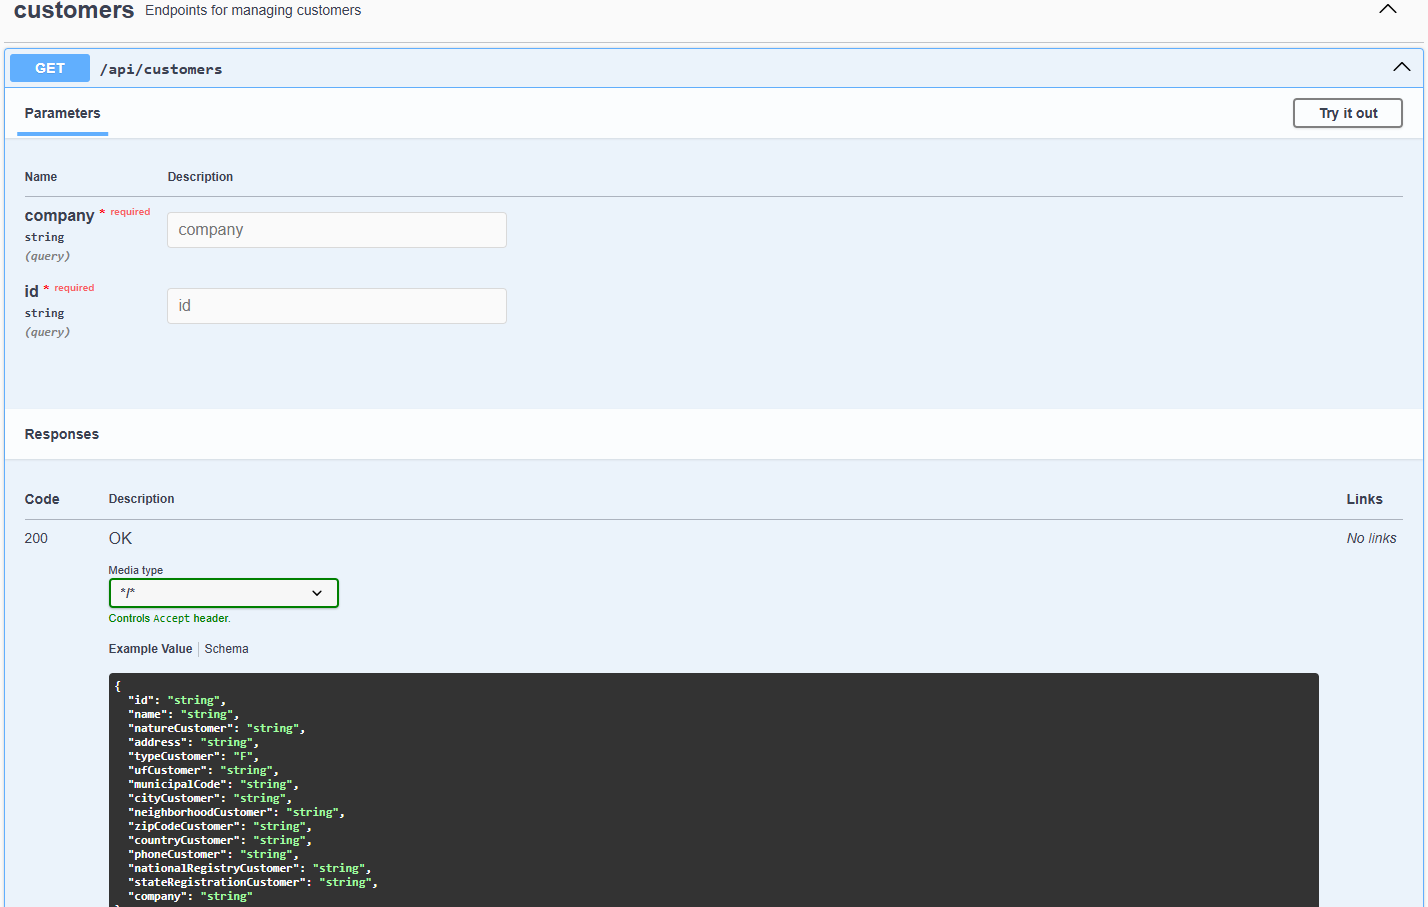 customers Endpoints for managing customers
GET /api/customers
Parameters Try it out
Name Description
company * required company
string
(query)
id * required id
string
(query)
Responses
Code Description Links
200 OK No links
Media type
*/*
Controls Accept header.
Example Value | Schema
{
"id": "string",
"name": "string",
"natureCustomer": "string",
"address": "string",
"typeCustomer": "F",
"ufCustomer": "string",
"municipalCode": "string",
"cityCustomer": "string",
"neighborhoodCustomer": "string",
"zipCodeCustomer": "string",
"countryCustomer": "string",
"phoneCustomer": "string",
"nationalRegistryCustomer": "string",
"stateRegistrationCustomer": "string",
"company": "string"